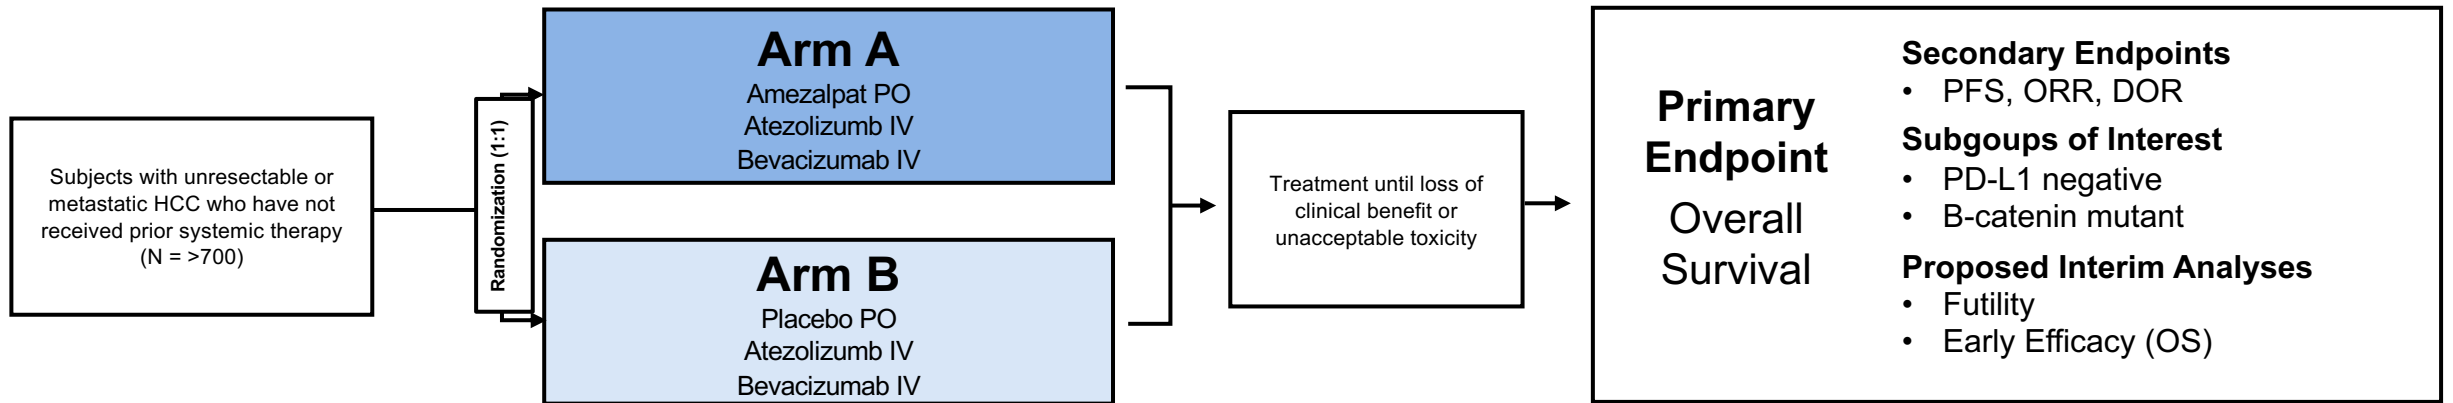 Subjects with unresectable or
metastatic HCC who have not
received prior systemic therapy
(N = >700)
Randomization (1:1)
Arm A
Amezalpat PO
Atezolizumb IV
Bevacizumab IV
Arm B
Placebo PO
Atezolizumb IV
Bevacizumab IV
Treatment until loss of
clinical benefit or
unacceptable toxicity
Primary
Endpoint
Overall
Survival
Secondary Endpoints
• PFS, ORR, DOR
Subgoups of Interest
• PD-L1 negative
• B-catenin mutant
Proposed Interim Analyses
• Futility
• Early Efficacy (OS)